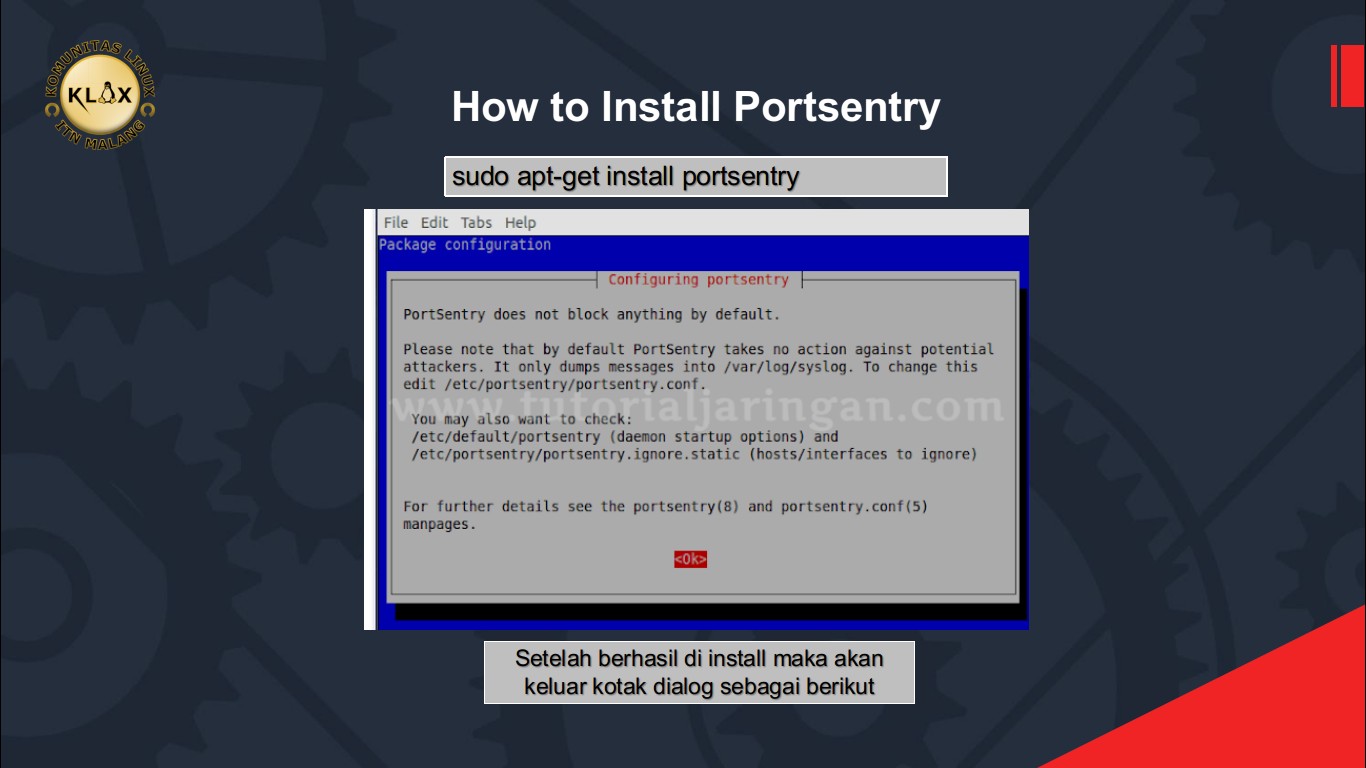 KOMUNITAS LINUX
KLAX
ITN MALANG
How to Install Portsentry
sudo apt-get install portsentry
File Edit Tabs Help
Package configuration
Configuring portsentry
PortSentry does not block anything by default.
Please note that by default PortSentry takes no action against potential
attackers. It only dumps messages into /var/log/syslog. To change this
edit /etc/portsentry/portsentry.conf.
www.tutorialjaringan.com
You may also want to check:
/etc/default/portsentry (daemon startup options) and
/etc/portsentry/portsentry.ignore.static (hosts/interfaces to ignore)
For further details see the portsentry(8) and portsentry.conf(5)
manpages.
<Ok>
Setelah berhasil di install maka akan
keluar kotak dialog sebagai berikut